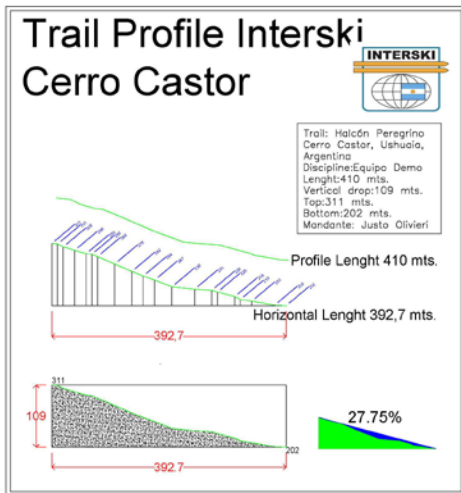 Trail Profile Interski
Cerro Castor
INTERSKI
Trail: Halcón Peregrino
Cerro Castor, Ushuaia,
Argentina
Discipline:Equipo Demo
Lenght:410 mts.
Vertical drop:109 mts.
Top:311 mts.
Bottom:202 mts.
Mandante: Justo Olivieri
Profile Lenght 410 mts.
Horizontal Lenght 392,7 mts.
392,7
311
109
202
392.7
27.75%